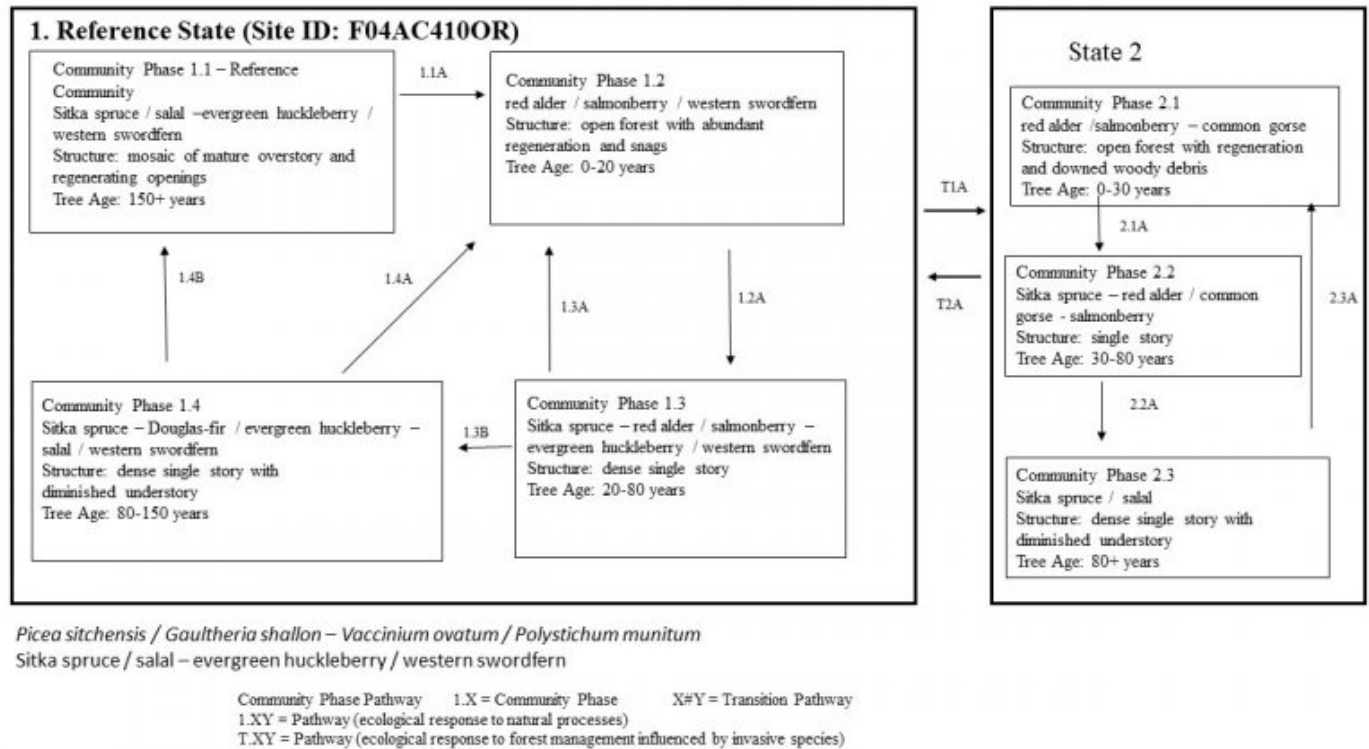 1. Reference State (Site ID: F04AC410OR)
Community Phase 1.1 – Reference
Community
Sitka spruce / salal –evergreen huckleberry /
western swordfern
Structure: mosaic of mature overstory and
regenerating openings
Tree Age: 150+ years
1.1A
Community Phase 1.2
red alder / salmonberry / western swordfern
Structure: open forest with abundant
regeneration and snags
Tree Age: 0-20 years
1.4B
1.4A
1.3A
1.2A
Community Phase 1.4
Sitka spruce – Douglas-fir / evergreen huckleberry –
salal / western swordfern
Structure: dense single story with
diminished understory
Tree Age: 80-150 years
1.3B
Community Phase 1.3
Sitka spruce – red alder / salmonberry –
evergreen huckleberry / western swordfern
Structure: dense single story
Tree Age: 20-80 years
T1A
T2A
State 2
Community Phase 2.1
red alder /salmonberry – common gorse
Structure: open forest with regeneration
and downed woody debris
Tree Age: 0-30 years
2.1A
Community Phase 2.2
Sitka spruce – red alder / common
gorse - salmonberry
Structure: single story
Tree Age: 30-80 years
2.3A
2.2A
Community Phase 2.3
Sitka spruce / salal
Structure: dense single story with
diminished understory
Tree Age: 80+ years
Picea sitchensis / Gaultheria shallon – Vaccinium ovatum / Polystichum munitum
Sitka spruce / salal – evergreen huckleberry / western swordfern
Community Phase Pathway 1.X = Community Phase X#Y = Transition Pathway
1.XY = Pathway (ecological response to natural processes)
T.XY = Pathway (ecological response to forest management influenced by invasive species)